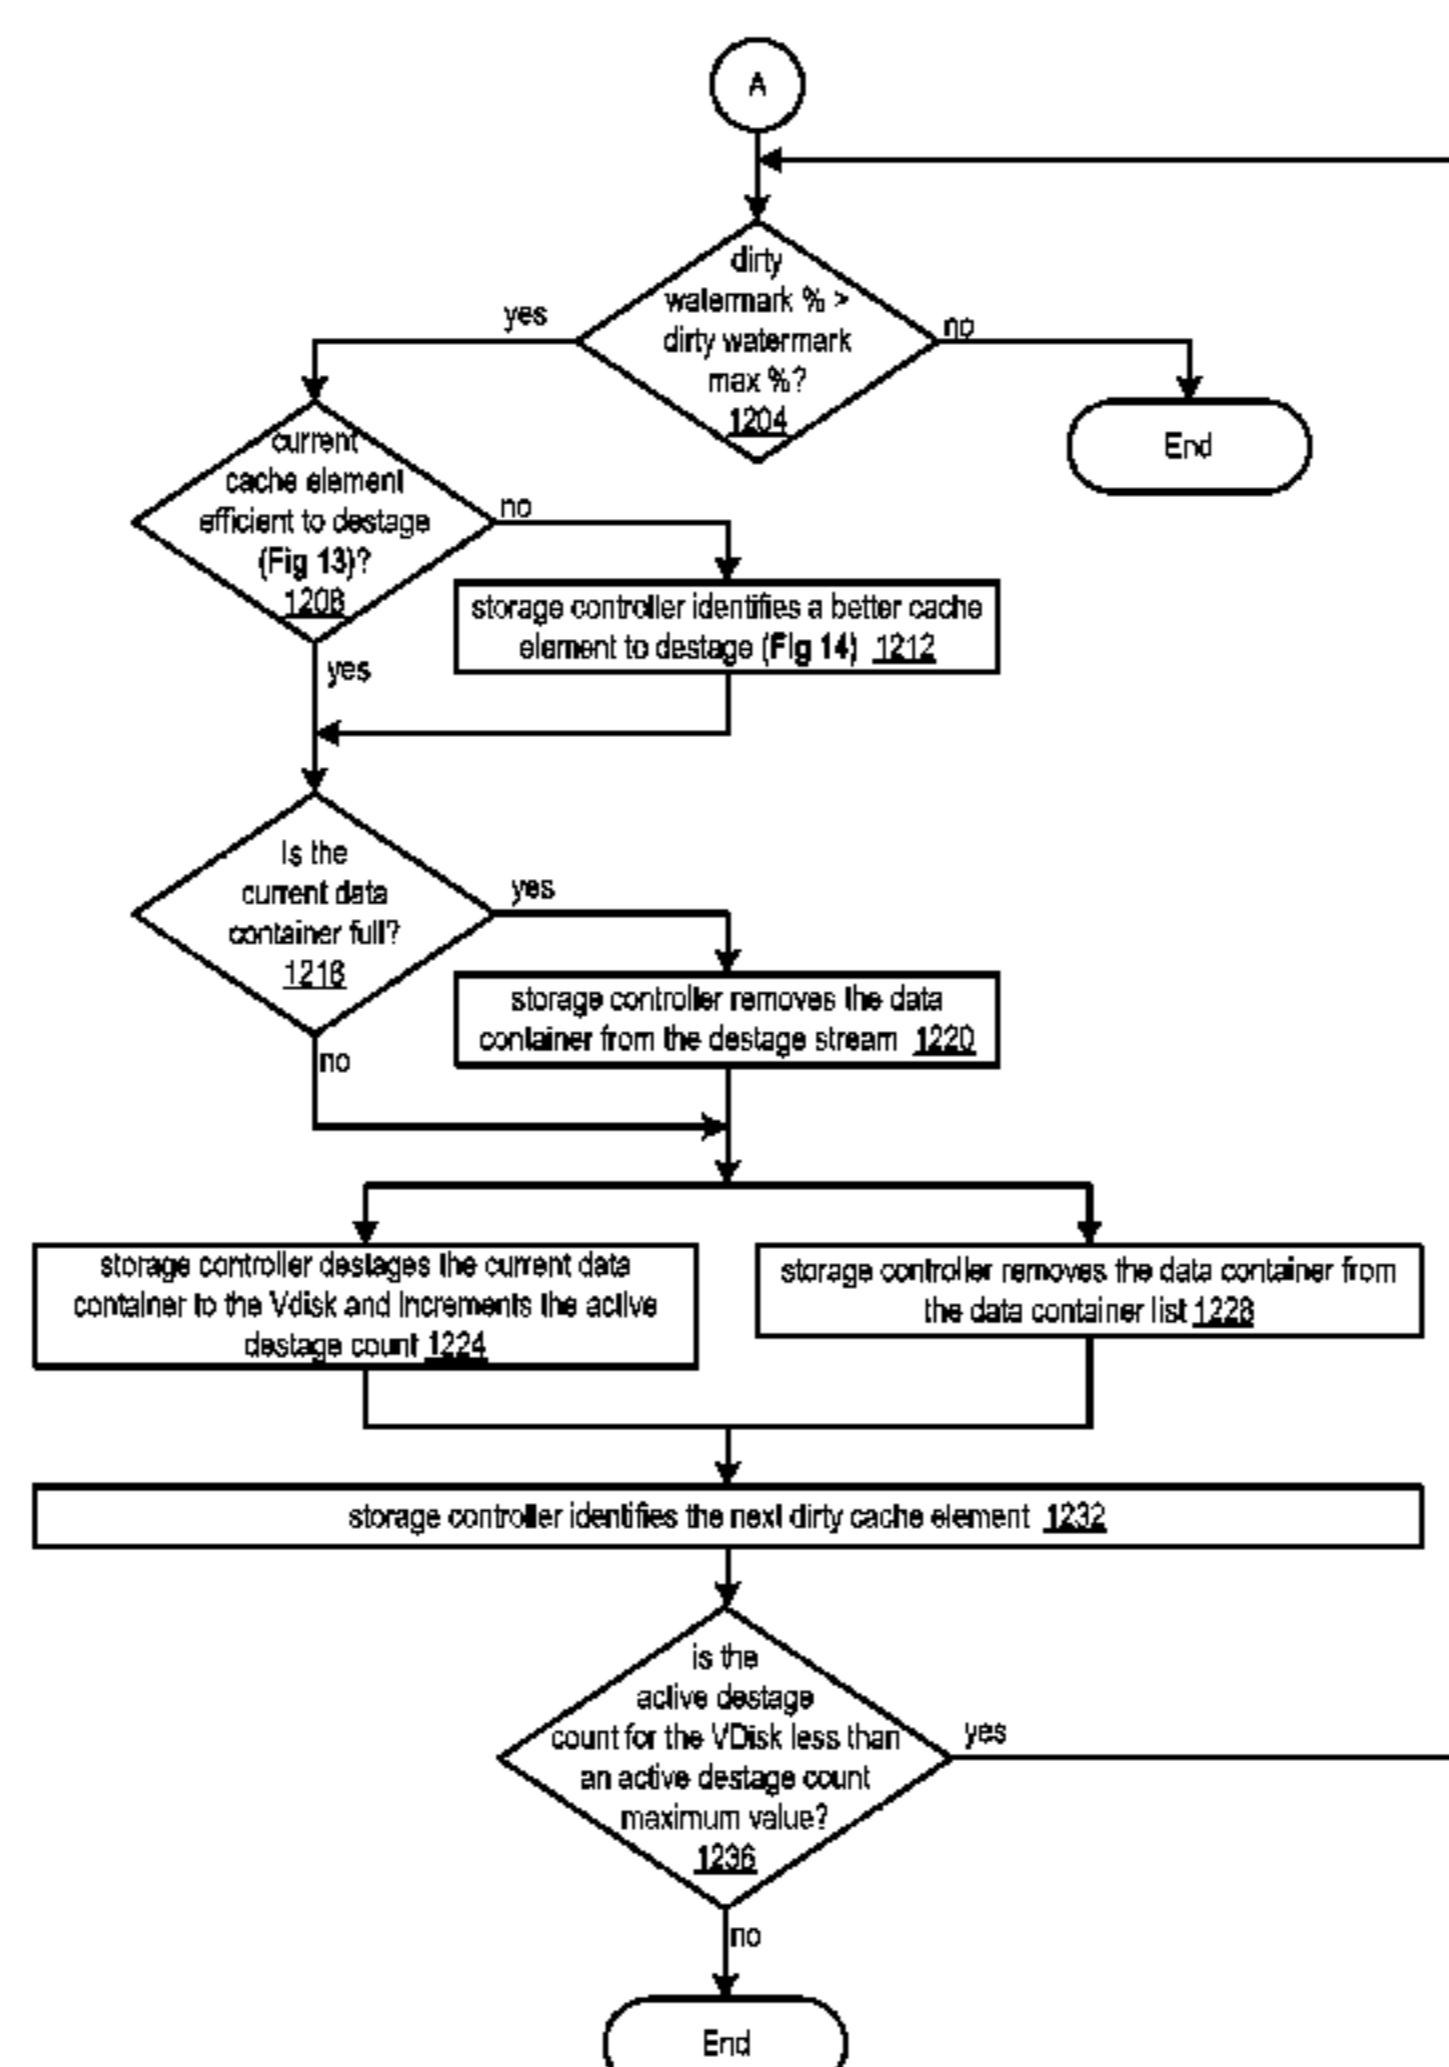 A
dirty
watermark % >
dirty watermark
max %?
1204
yes
no
End
current
cache element
efficient to destage
(Fig 13)?
1208
no
storage controller identifies a better cache
element to destage (Fig 14) 1212
yes
Is the
current data
container full?
1216
yes
storage controller removes the data
container from the destage stream 1220
no
storage controller destages the current data
container to the Vdisk and increments the active
destage count 1224
storage controller removes the data container from
the data container list 1228
storage controller identifies the next dirty cache element 1232
is the
active destage
count for the VDisk less than
an active destage count
maximum value?
1236
yes
no
End